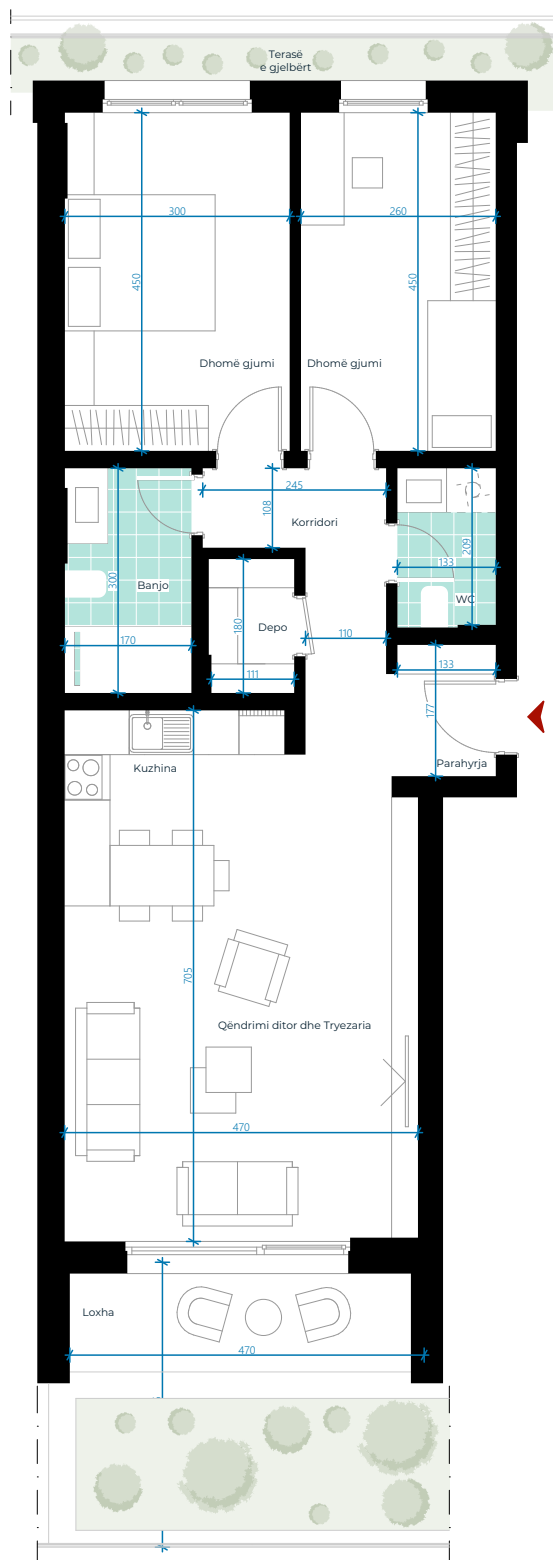 Terasë
e gjelbërt
300
260
450
450
Dhomë gjumi
Dhomë gjumi
245
108
Korridori
209
133
WC
300
Banjo
170
180
Depo
111
110
133
177
Parahyrja
Kuzhina
705
Qëndrimi ditor dhe Tryezaria
470
Loxha
470